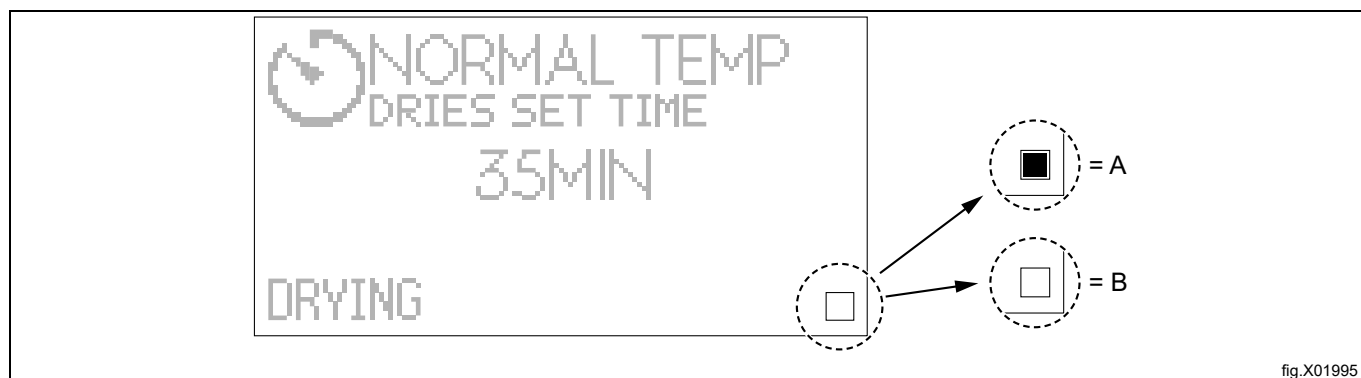 NORMAL TEMP
DRIES SET TIME
35MIN
= A
= B
DRYING
fig.X01995